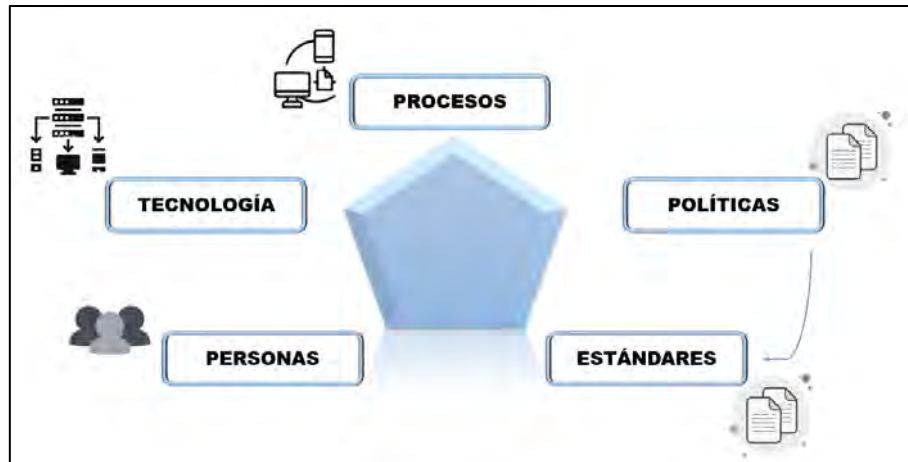 PROCESOS
TECNOLOGÍA
POLÍTICAS
PERSONAS
ESTÁNDARES